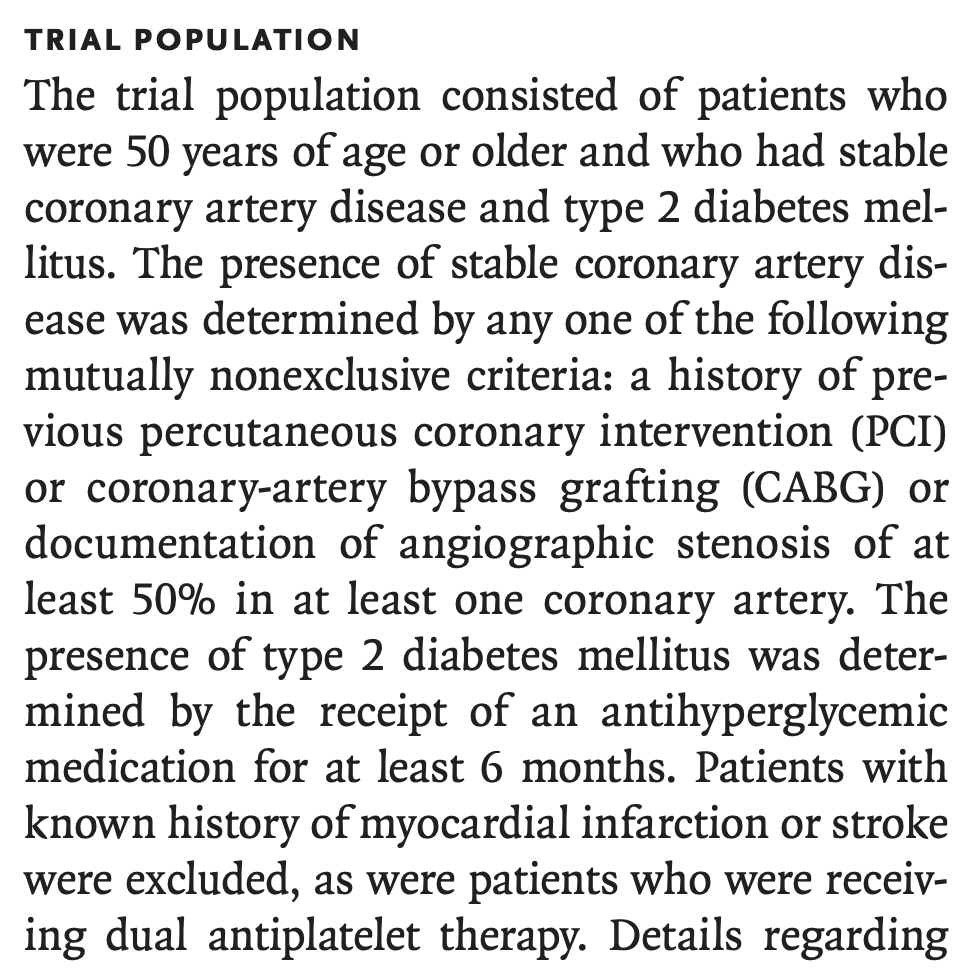 TRIAL POPULATION
The trial population consisted of patients who
were 50 years of age or older and who had stable
coronary artery disease and type 2 diabetes mel-
litus. The presence of stable coronary artery dis-
ease was determined by any one of the following
mutually nonexclusive criteria: a history of pre-
vious percutaneous coronary intervention (PCI)
or coronary-artery bypass grafting (CABG) or
documentation of angiographic stenosis of at
least 50% in at least one coronary artery. The
presence of type 2 diabetes mellitus was deter-
mined by the receipt of an antihyperglycemic
medication for at least 6 months. Patients with
known history of myocardial infarction or stroke
were excluded, as were patients who were receiv-
ing dual antiplatelet therapy. Details regarding